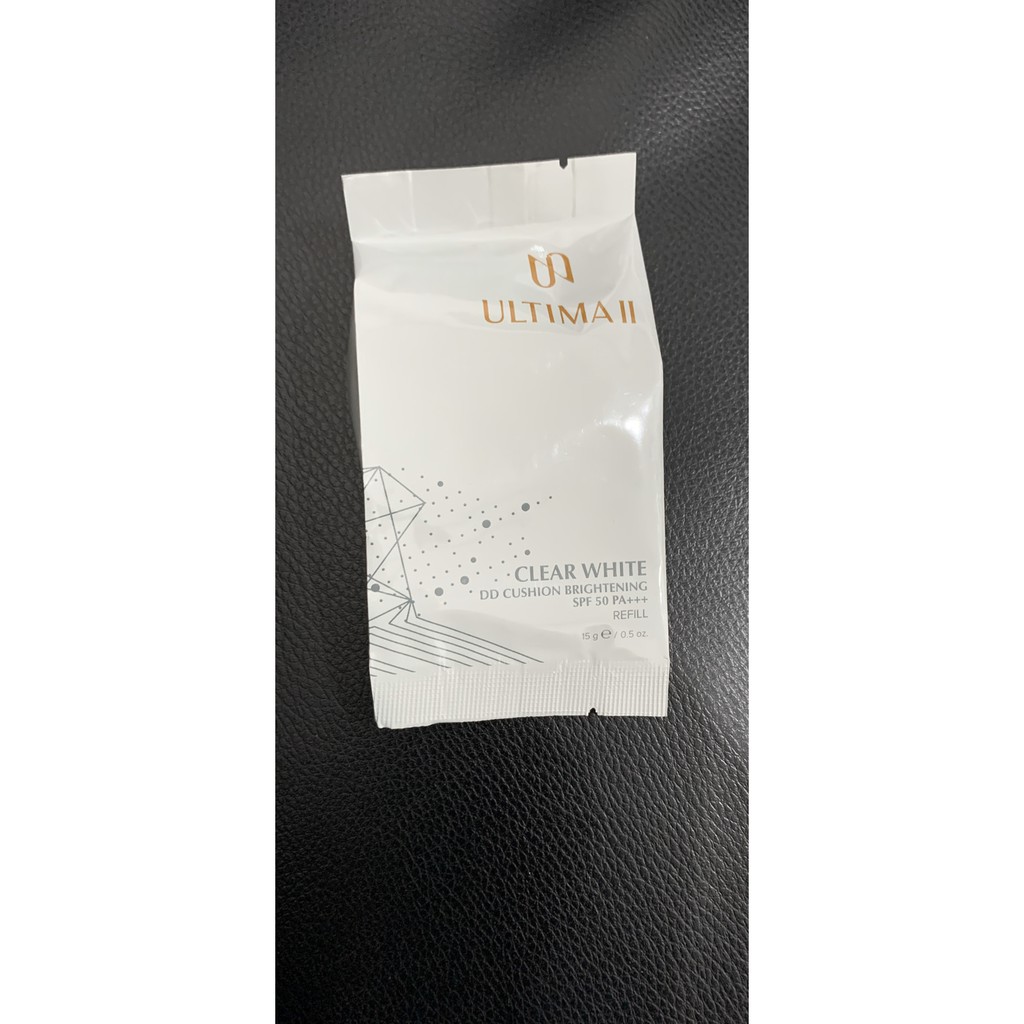 ULTIMA II
CLEAR WHITE
DD CUSHION BRIGHTENING
SPF 50 PA+++
REFILL
15 g ℮ / 0.5 oz.